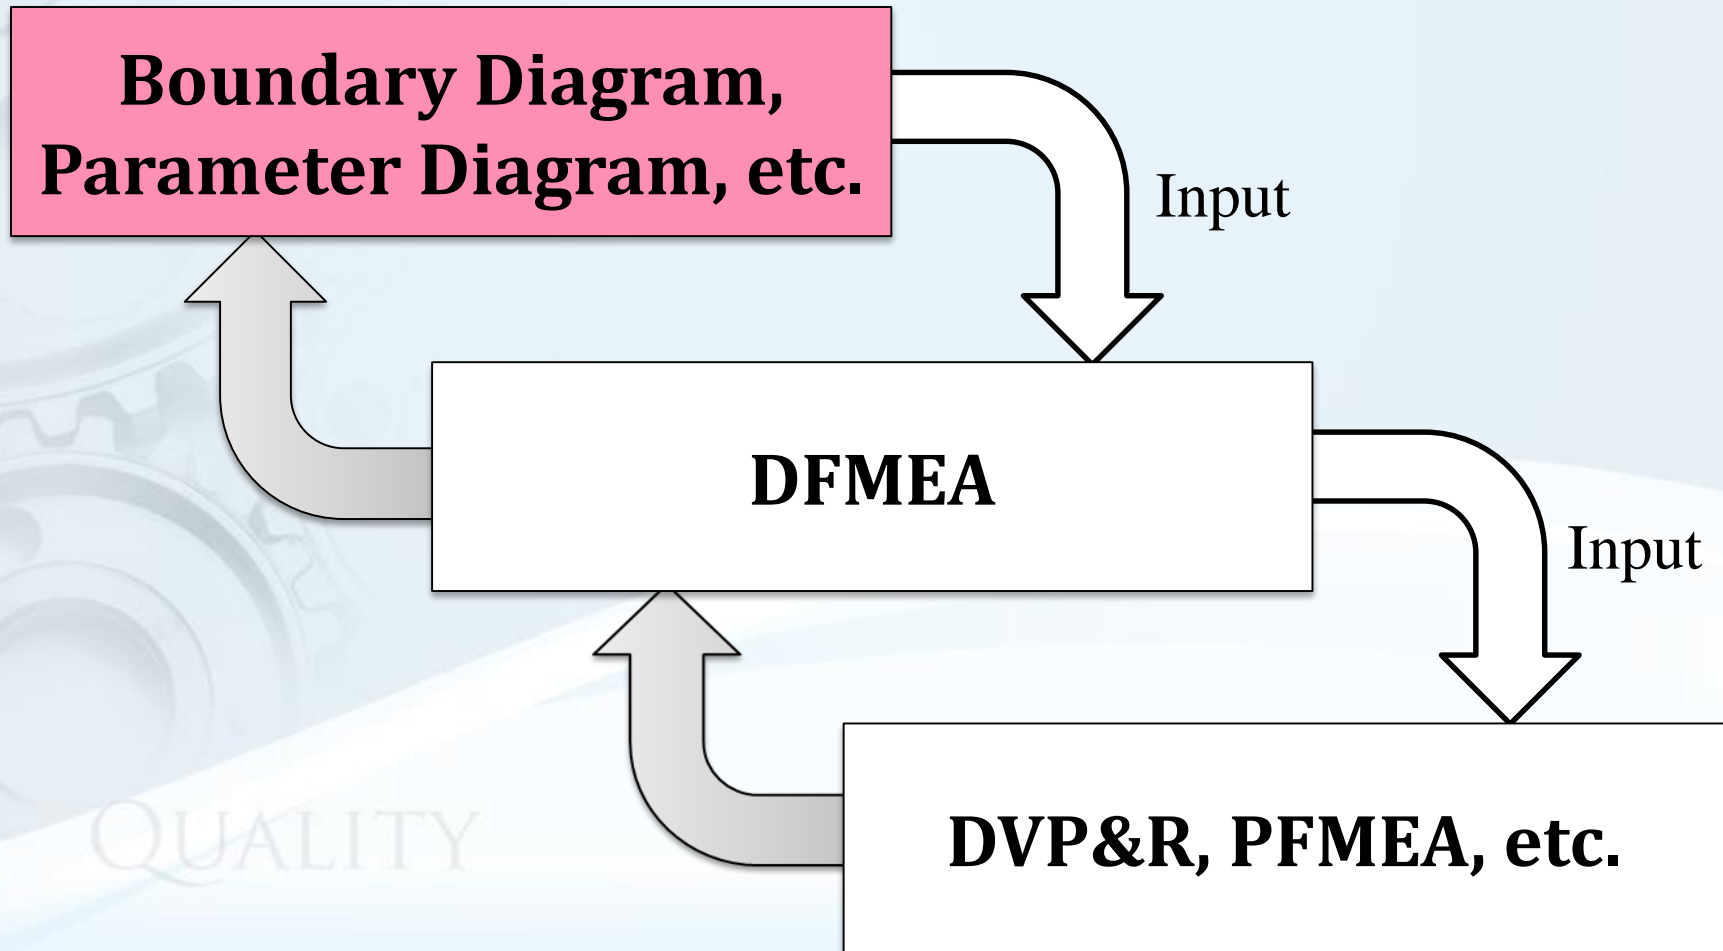 Boundary Diagram,
Parameter Diagram, etc.
Input
DFMEA
Input
DVP&R, PFMEA, etc.
QUALITY